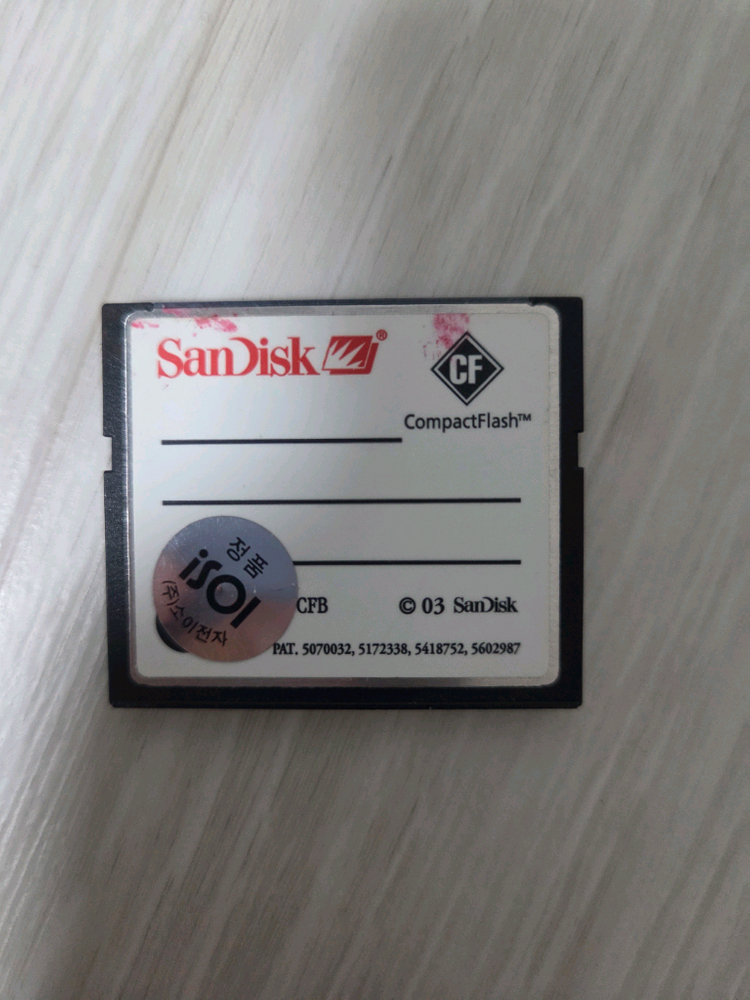 SanDisk ®
CF
CompactFlash™
정품
isoi
(주)소이전자
CFB
© 03 SanDisk
PAT. 5070032, 5172338, 5418752, 5602987